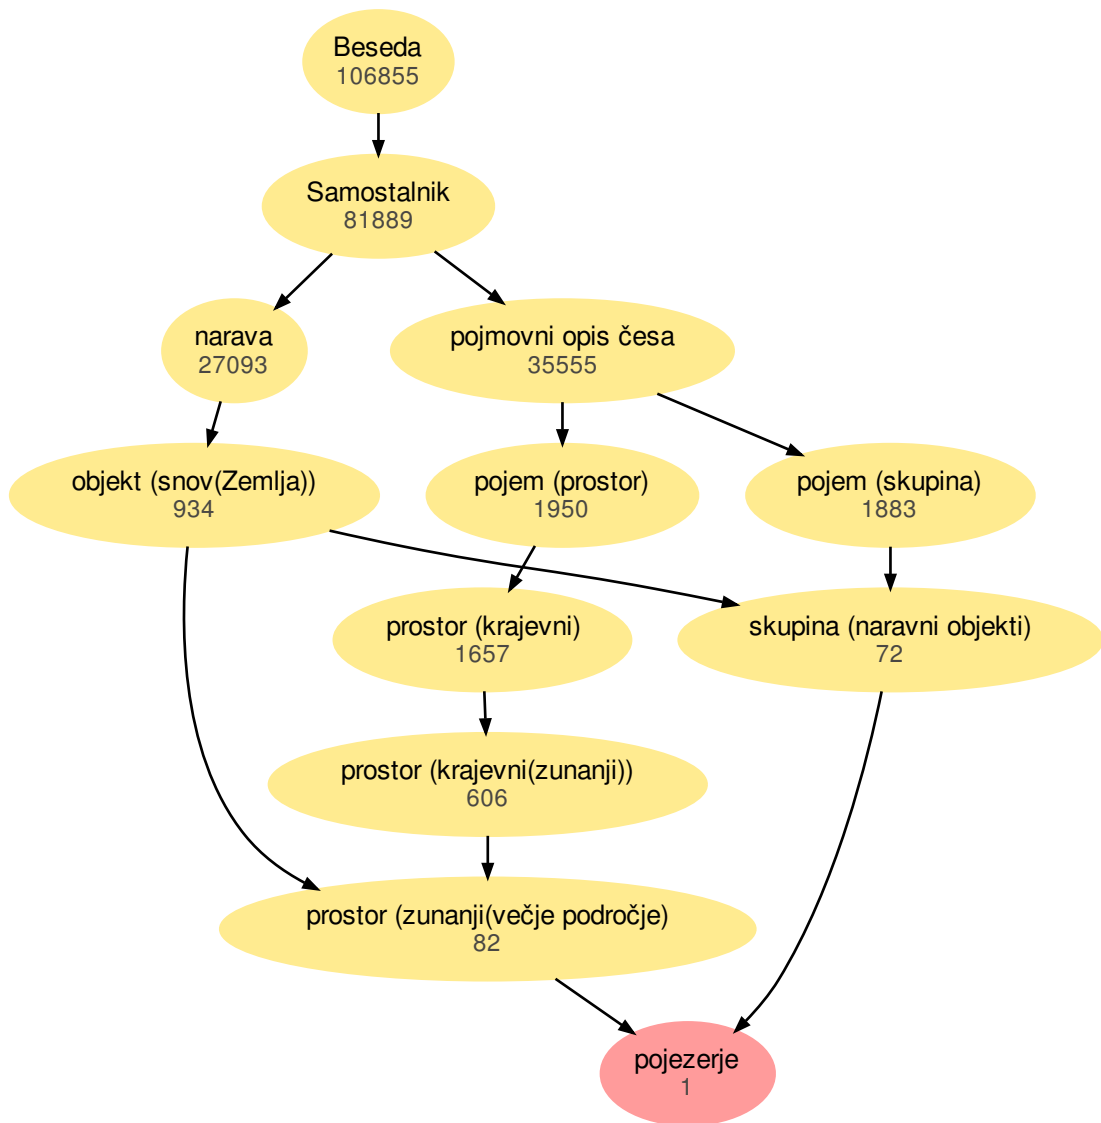 Beseda
106855
Samostalnik
81889
narava
27093
pojmovni opis česa
35555
objekt (snov(Zemlja))
934
pojem (prostor)
1950
pojem (skupina)
1883
prostor (krajevni)
1657
skupina (naravni objekti)
72
prostor (krajevni(zunanji))
606
prostor (zunanji(večje področje)
82
pojezerje
1